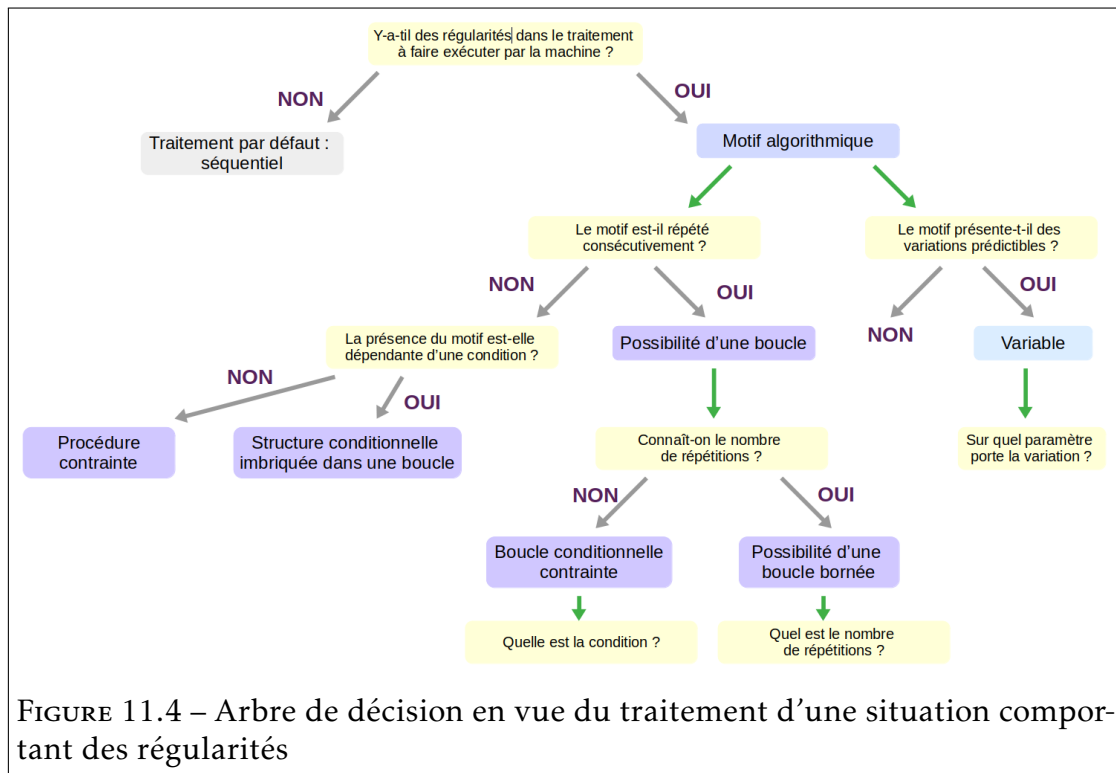 Y-a-til des régularités dans le traitement
à faire exécuter par la machine ?
NON
OUI
Traitement par défaut :
séquentiel
Motif algorithmique
Le motif est-il répété
consécutivement ?
Le motif présente-t-il des
variations prédictibles ?
NON
OUI
OUI
NON
La présence du motif est-elle
dépendante d'une condition ?
Possibilité d'une boucle
Variable
NON
OUI
Procédure
contrainte
Structure conditionnelle
imbriquée dans une boucle
Connaît-on le nombre
de répétitions ?
Sur quel paramètre
porte la variation ?
NON
OUI
Boucle conditionnelle
contrainte
Possibilité d'une
boucle bornée
Quelle est la condition ?
Quel est le nombre
de répétitions ?
FIGURE 11.4 – Arbre de décision en vue du traitement d'une situation compor-
tant des régularités